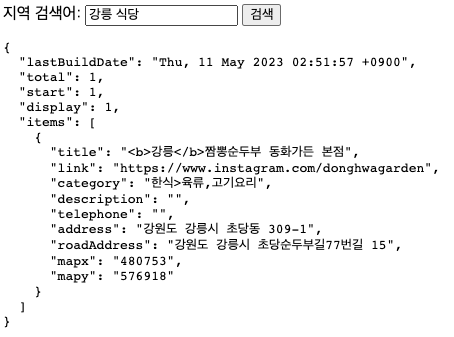 지역 검색어: 강릉 식당 검색
{
  "lastBuildDate": "Thu, 11 May 2023 02:51:57 +0900",
  "total": 1,
  "start": 1,
  "display": 1,
  "items": [
    {
      "title": "<b>강릉</b>짬뽕순두부 동화가든 본점",
      "link": "https://www.instagram.com/donghwagarden",
      "category": "한식>육류,고기요리",
      "description": "",
      "telephone": "",
      "address": "강원도 강릉시 초당동 309-1",
      "roadAddress": "강원도 강릉시 초당순두부길77번길 15",
      "mapx": "480753",
      "mapy": "576918"
    }
  ]
}